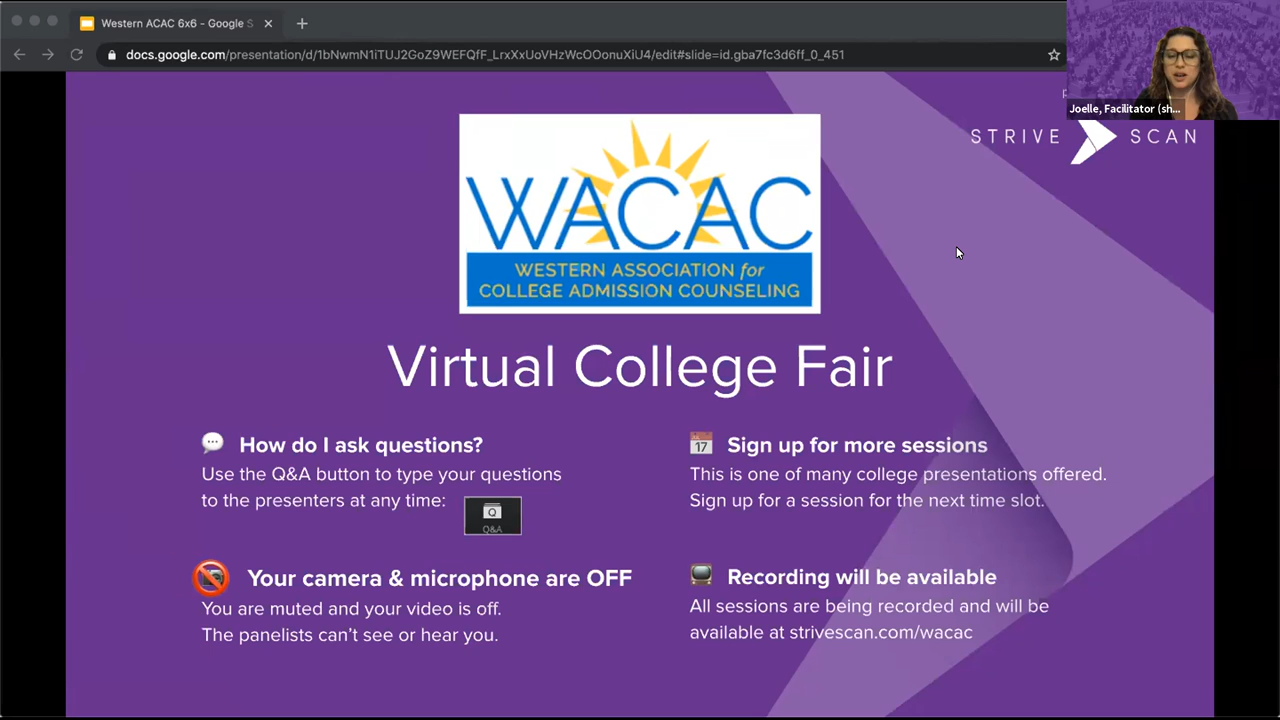 Western ACAC 6x6 - Google S
docs.google.com/presentation/d/1bNwmN1iTUJ2GoZ9WEFQfF_LrxXxUoVHzWcOOonuXiU4/edit#slide=id.gba7fc3d6ff_0_451
Joelle, Facilitator (sh...
STRIVE SCAN
WACAC
WESTERN ASSOCIATION for
COLLEGE ADMISSION COUNSELING
Virtual College Fair
How do I ask questions?
Use the Q&A button to type your questions
to the presenters at any time:
Q
Q&A
17
Sign up for more sessions
This is one of many college presentations offered.
Sign up for a session for the next time slot.
Your camera & microphone are OFF
You are muted and your video is off.
The panelists can't see or hear you.
Recording will be available
All sessions are being recorded and will be
available at strivescan.com/wacac